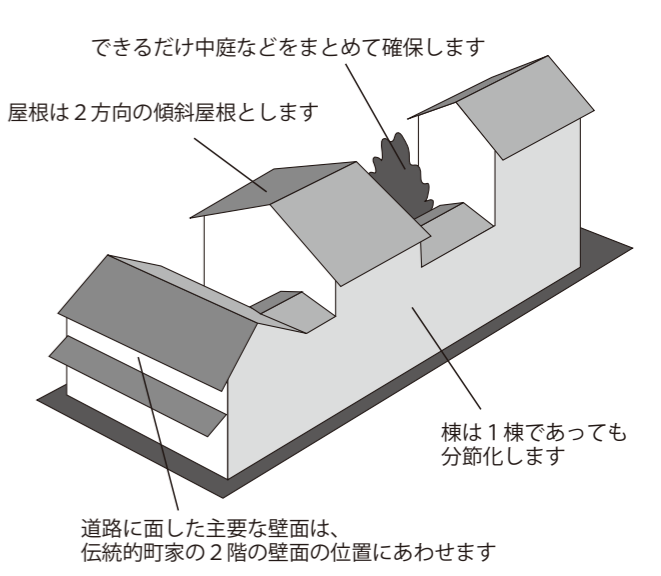 できるだけ中庭などをまとめて確保します
屋根は２方向の傾斜屋根とします
棟は１棟であっても
分節化します
道路に面した主要な壁面は、
伝統的町家の２階の壁面の位置にあわせます